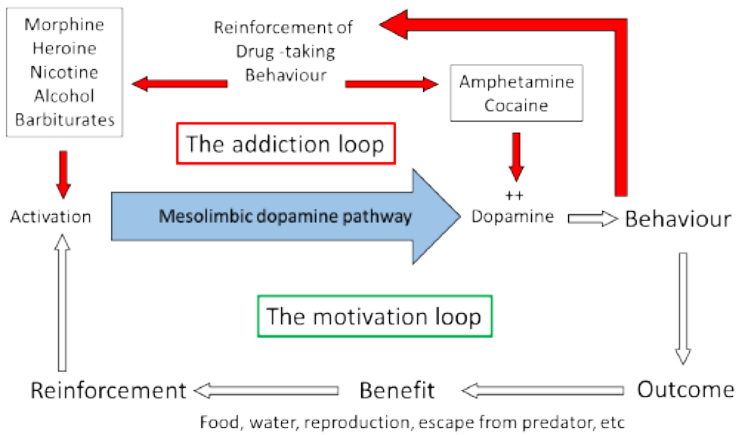 Morphine
Heroine
Nicotine
Alcohol
Barbiturates
Reinforcement of
Drug -taking
Behaviour
Amphetamine
Cocaine
The addiction loop
++
Activation
Mesolimbic dopamine pathway
Dopamine
Behaviour
The motivation loop
Reinforcement
Benefit
Outcome
Food, water, reproduction, escape from predator, etc